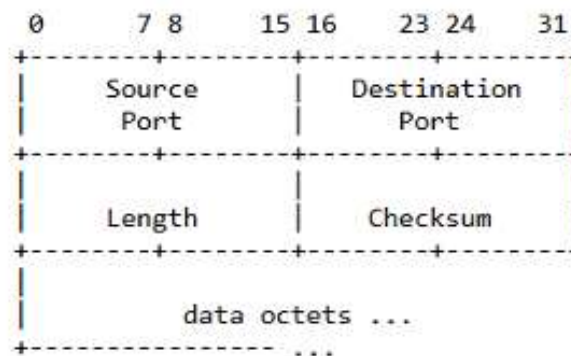 0 7 8 15 16 23 24 31
+--------+--------+--------+--------
| Source | Destination
| Port | Port
+--------+--------+--------+--------
| |
| Length | Checksum
+--------+--------+--------+--------
|
| data octets ...
+---------------- ...